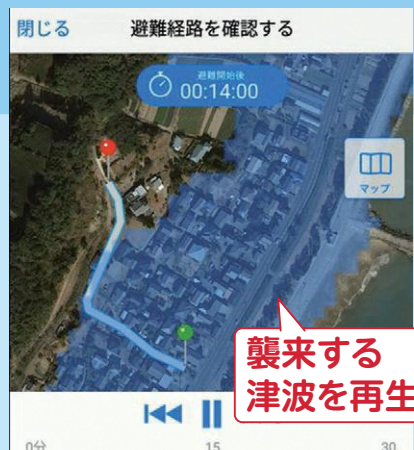 閉じる 避難経路を確認する
避難開始後
00:14:00
マップ
襲来する
津波を再生
0分 15 30